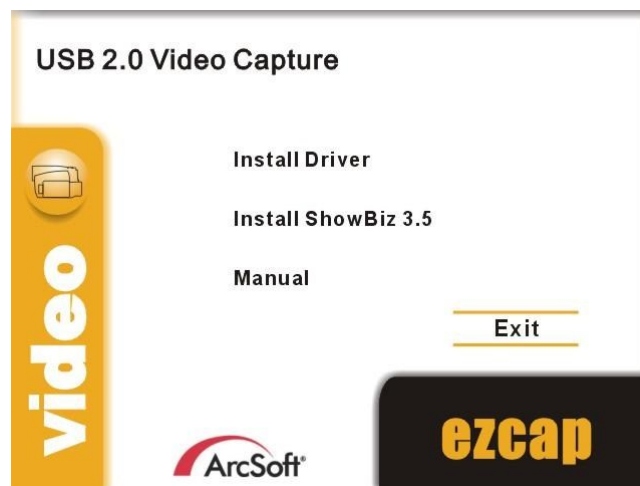 USB 2.0 Video Capture
Install Driver
Install ShowBiz 3.5
Manual
Exit
video
ArcSoft®
ezcap